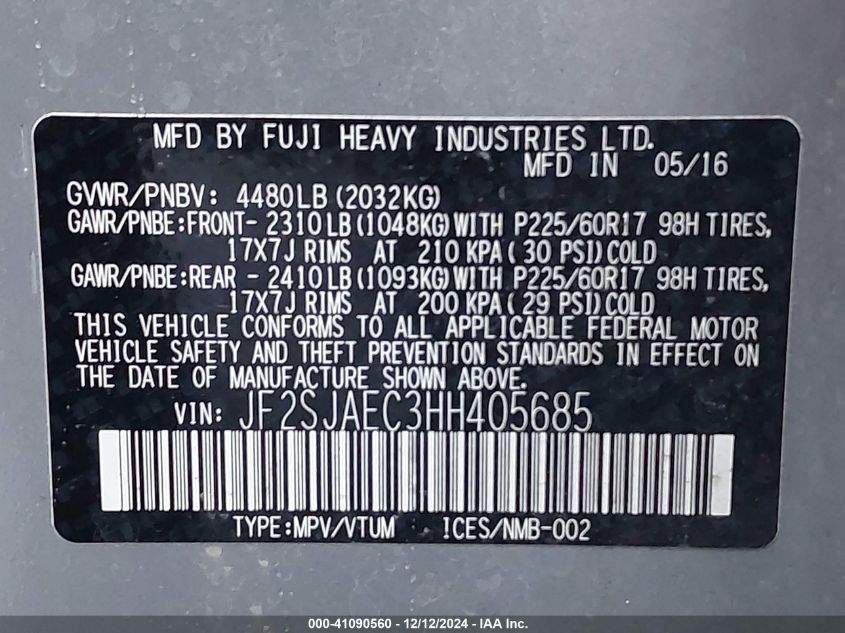 MFD BY FUJI HEAVY INDUSTRIES LTD.
MFD IN 05/16
GVWR/PNBV: 4480LB(2032KG)
GAWR/PNBE:FRONT- 2310LB(1048KG)WITH P225/60R17 98H TIRES,
17X7J RIMS AT 210 KPA( 30 PSI)COLD
GAWR/PNBE:REAR - 2410LB(1093KG)WITH P225/60R17 98H TIRES,
17X7J RIMS AT 200 KPA( 29 PSI)COLD
THIS VEHICLE CONFORMS TO ALL APPLICABLE FEDERAL MOTOR
VEHICLE SAFETY AND THEFT PREVENTION STANDARDS IN EFFECT ON
THE DATE OF MANUFACTURE SHOWN ABOVE.
VIN: JF2SJAEC3HH405685
TYPE:MPV/VTUM ICES/NMB-002
000-41090560 - 12/12/2024 - IAA Inc.